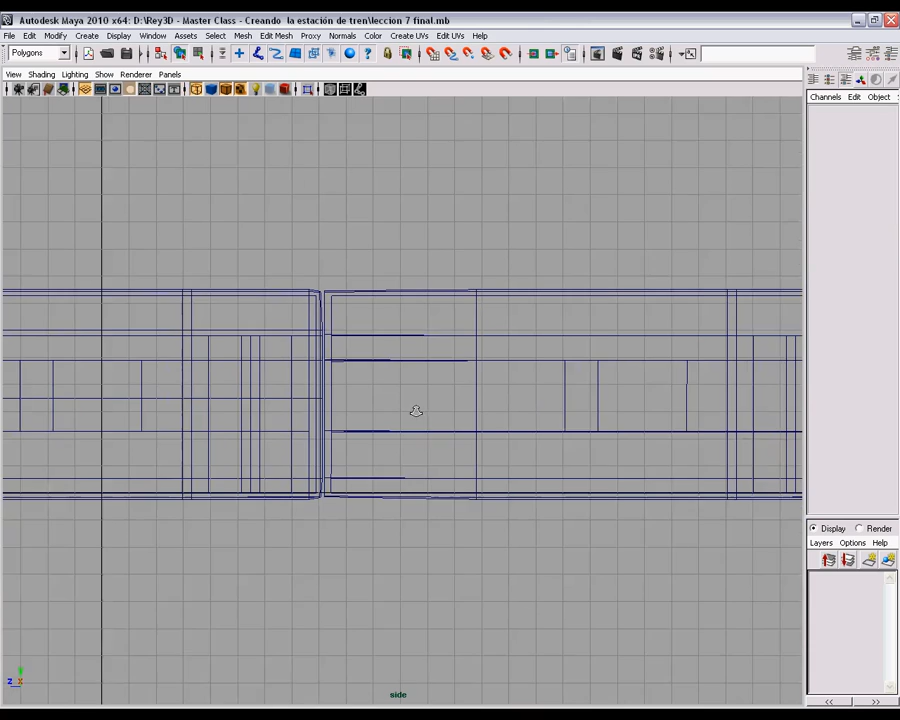 Autodesk Maya 2010 x64: D:\Rey3D - Master Class - Creando la estación de tren\leccion 7 final.mb
File Edit Modify Create Display Window Assets Select Mesh Edit Mesh Proxy Normals Color Create UVs Edit UVs Help
Polygons
View Shading Lighting Show Renderer Panels
Channels Edit Object
Display Render
Layers Options Help
y
z x
side
<< >>